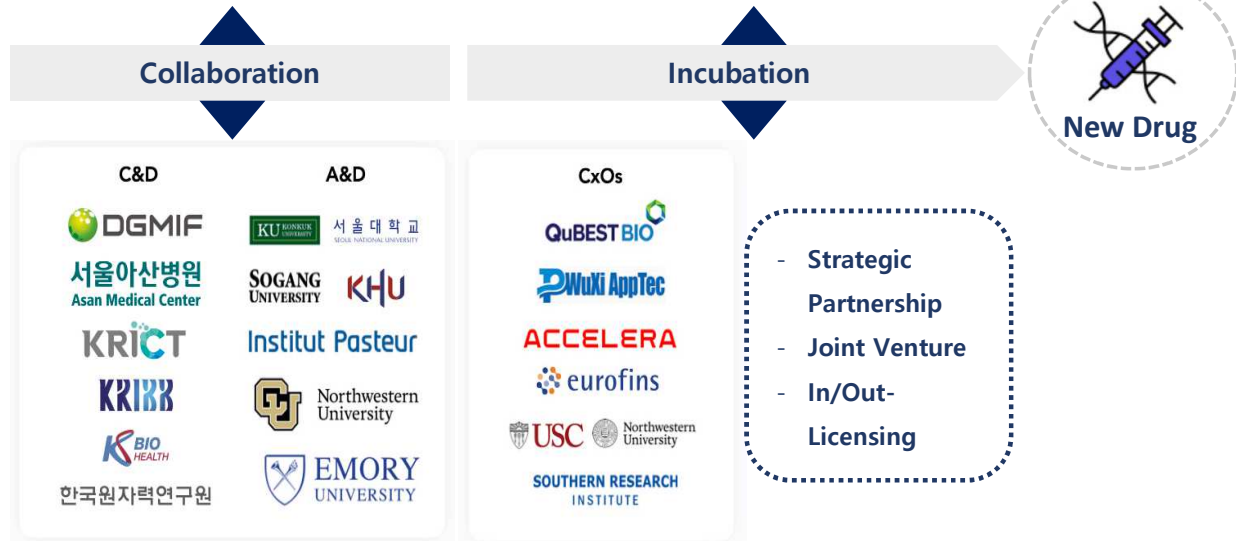 Collaboration
Incubation
New Drug
C&D
A&D
CxOs
DGMIF
서울아산병원
Asan Medical Center
KRICT
KRIBB
K BIO
HEALTH
한국원자력연구원
KU KONKUK
UNIVERSITY
서울대학교
SEOUL NATIONAL UNIVERSITY
SOGANG
UNIVERSITY
KHU
Institut Pasteur
CU
Northwestern
University
EMORY
UNIVERSITY
QuBEST BIO
WuXi AppTec
ACCELERA
eurofins
USC
Northwestern
University
SOUTHERN RESEARCH
INSTITUTE
- Strategic
Partnership
- Joint Venture
- In/Out-
Licensing